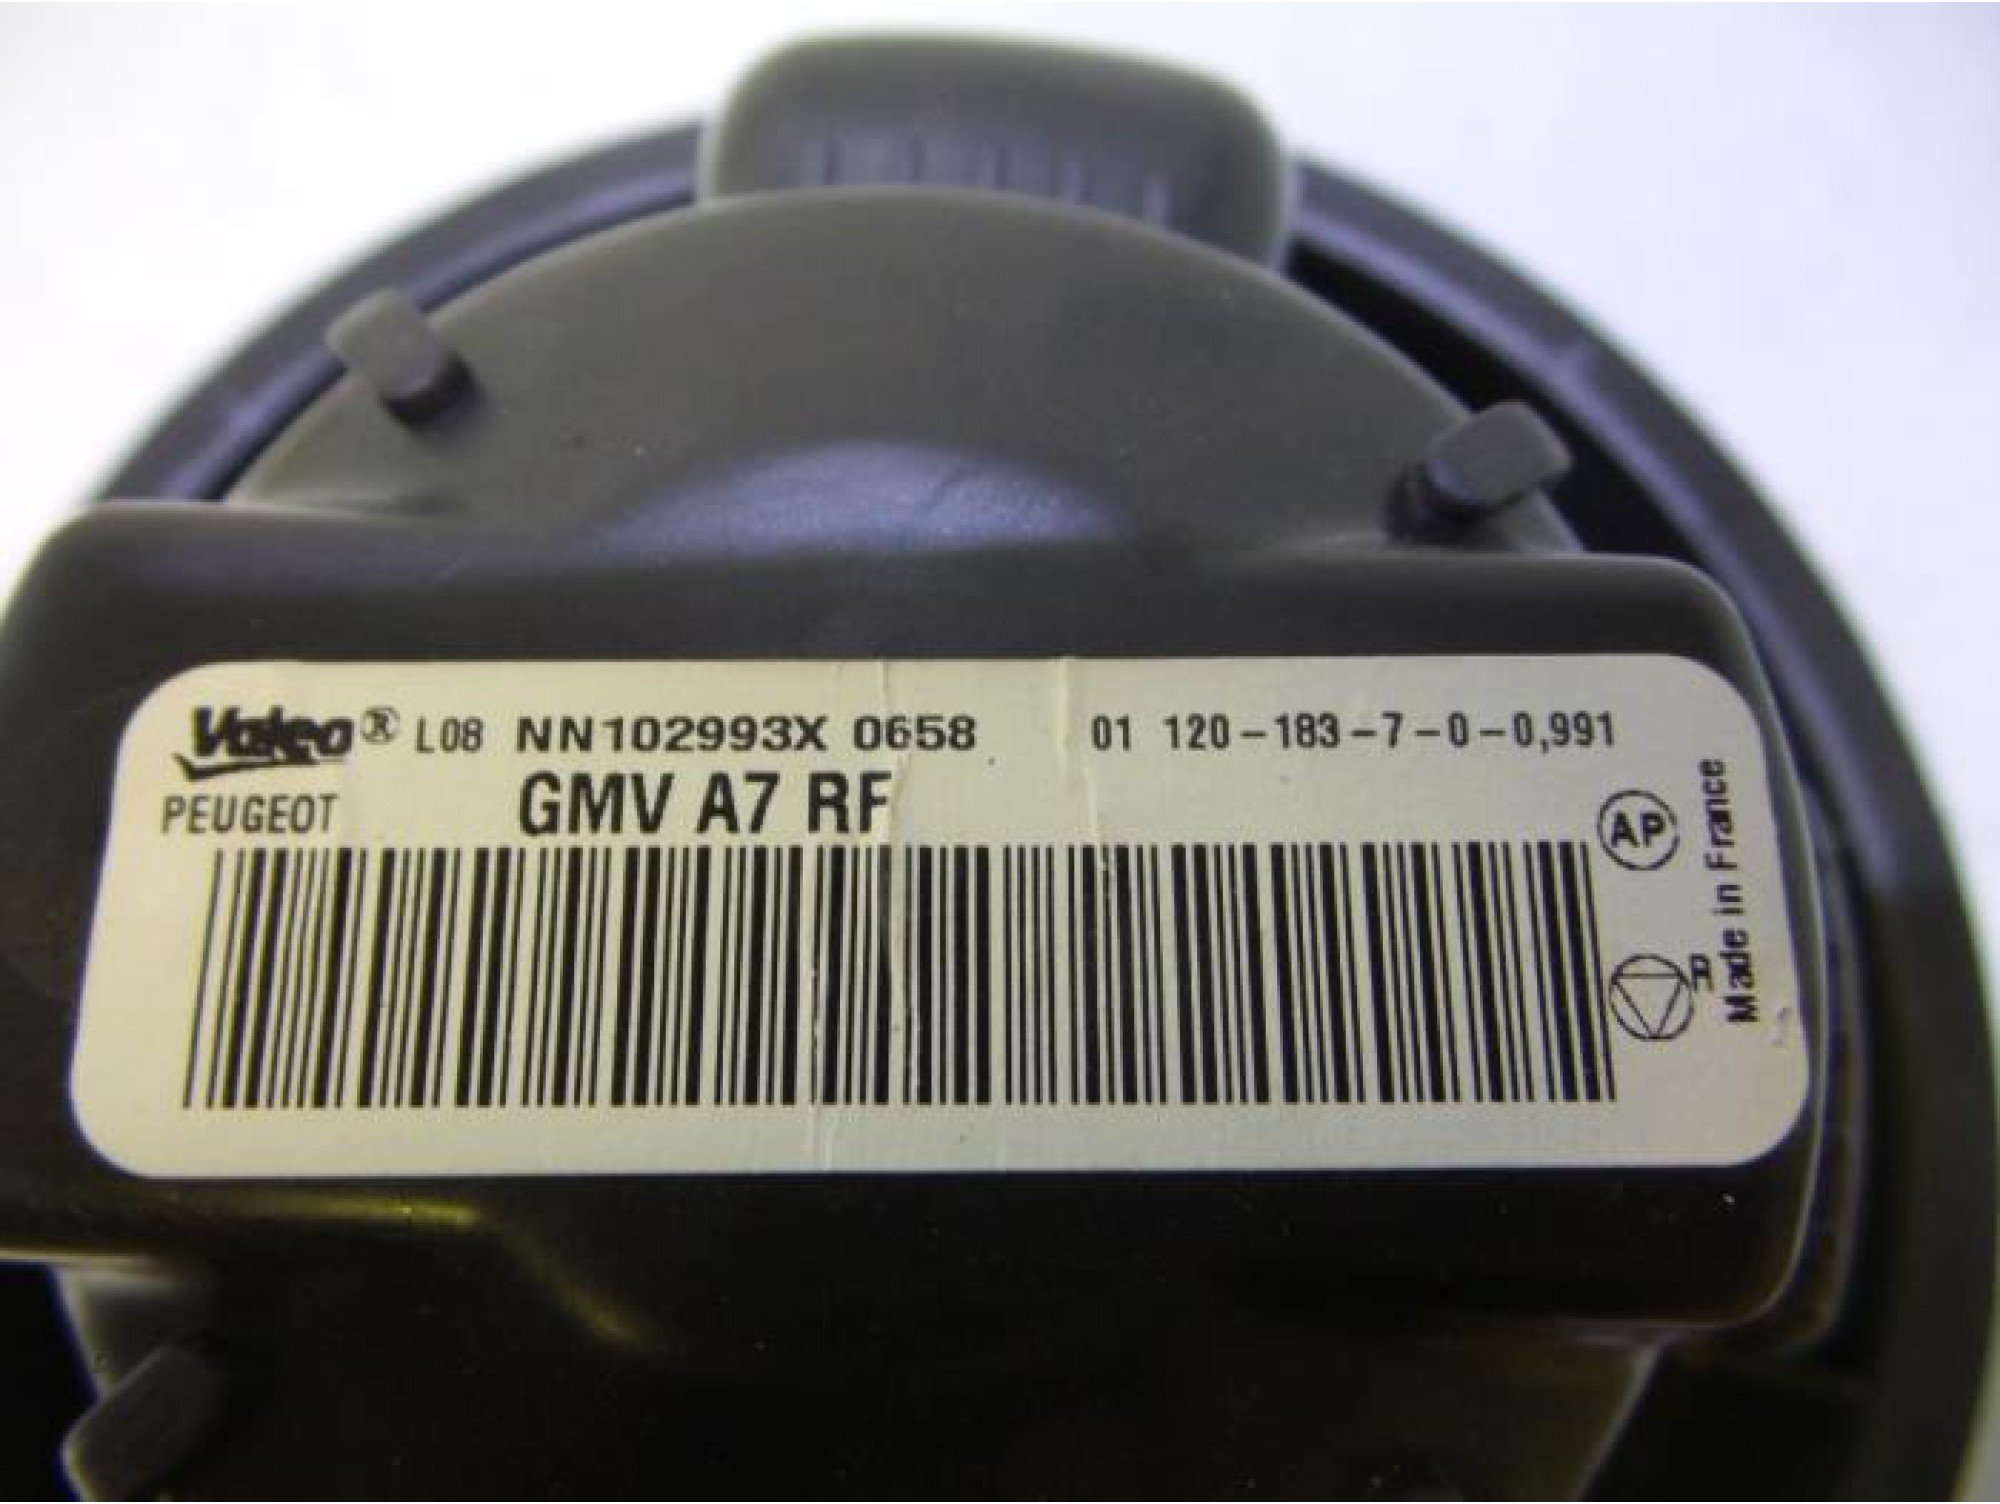 Valeo® L08 NN102993X 0658 01 120-183-7-0-0,991
PEUGEOT GMV A7 RF
AP
R
Made in France